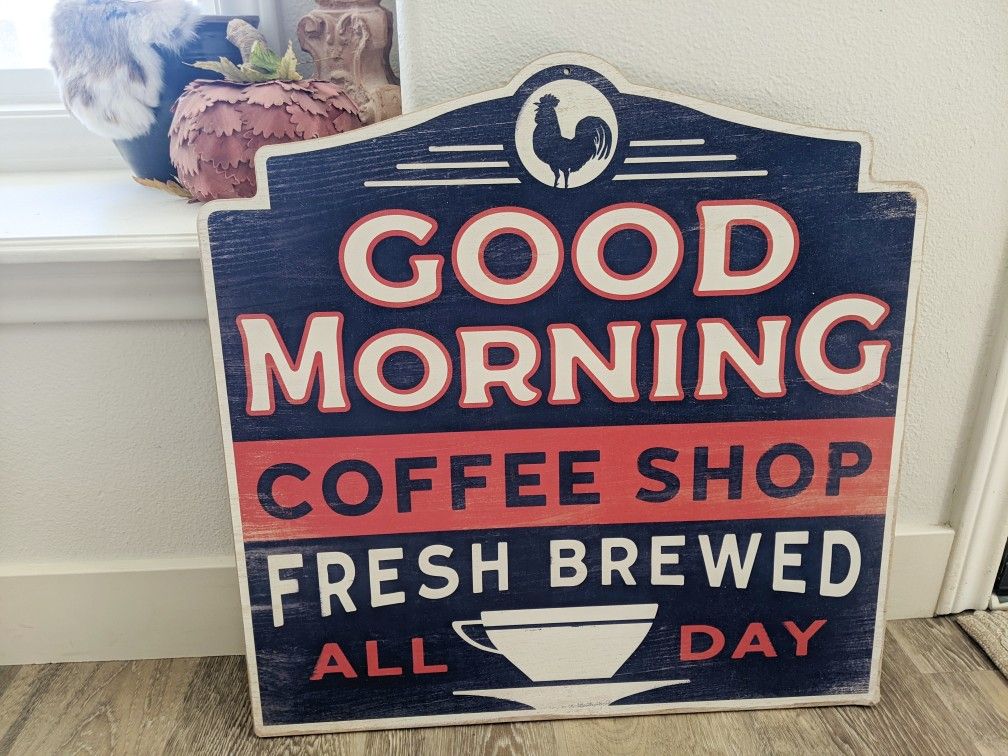 GOOD
MORNING
COFFEE SHOP
FRESH BREWED
ALL DAY